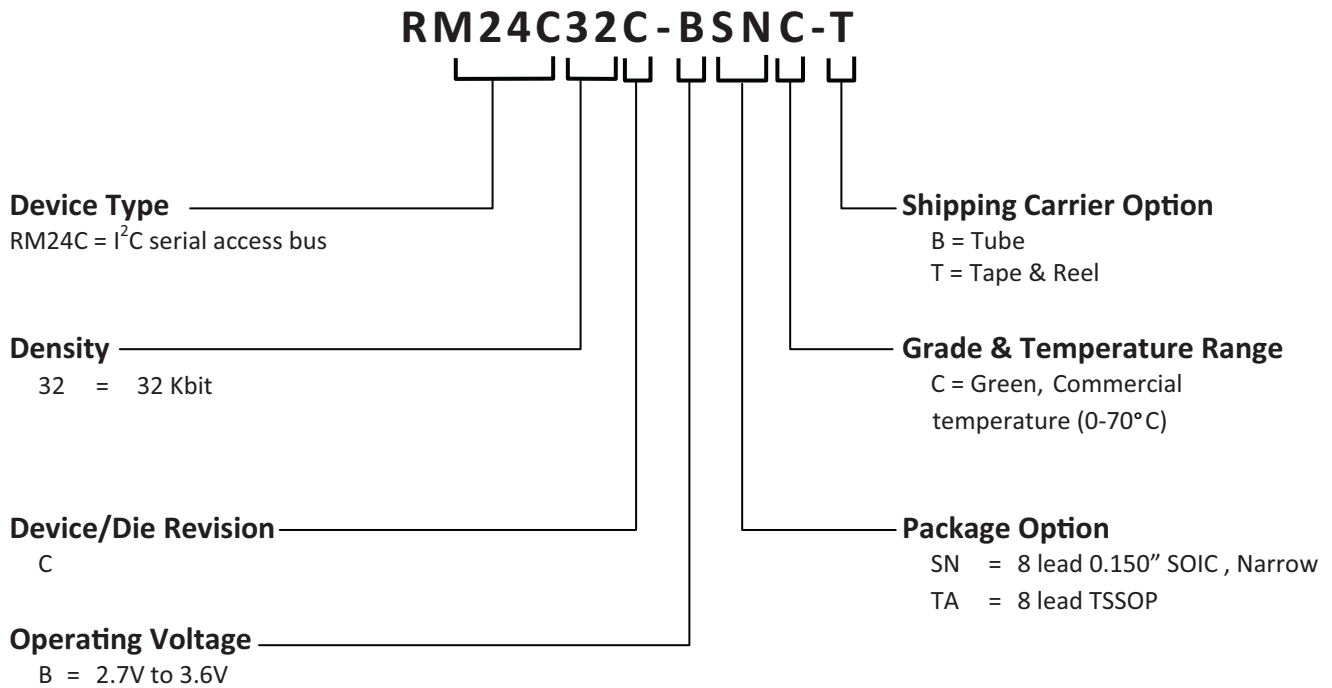 RM24C32C-BSNC-T
Device Type
RM24C = I²C serial access bus
Density
32 = 32 Kbit
Device/Die Revision
C
Operating Voltage
B = 2.7V to 3.6V
Shipping Carrier Option
B = Tube
T = Tape & Reel
Grade & Temperature Range
C = Green, Commercial
temperature (0-70°C)
Package Option
SN = 8 lead 0.150” SOIC , Narrow
TA = 8 lead TSSOP